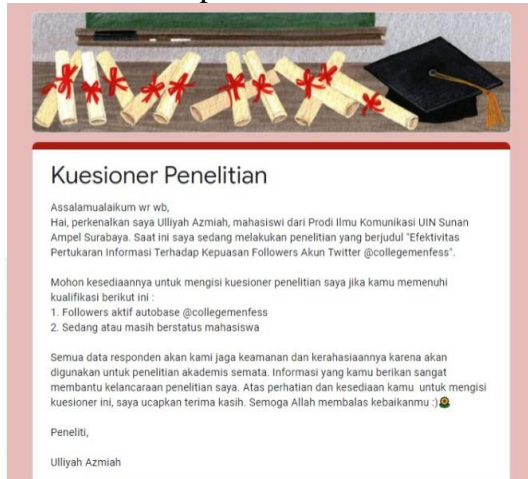 Kuesioner Penelitian
Assalamualaikum wr wb,
Hai, perkenalkan saya Ulliyah Azmiah, mahasiswi dari Prodi Ilmu Komunikasi UIN Sunan
Ampel Surabaya. Saat ini saya sedang melakukan penelitian yang berjudul "Efektivitas
Pertukaran Informasi Terhadap Kepuasan Followers Akun Twitter @collegemenfess".
Mohon kesediaannya untuk mengisi kuesioner penelitian saya jika kamu memenuhi
kualifikasi berikut ini :
1. Followers aktif autobase @collegemenfess
2. Sedang atau masih berstatus mahasiswa
Semua data responden akan kami jaga keamanan dan kerahasiaannya karena akan
digunakan untuk penelitian akademis semata. Informasi yang kamu berikan sangat
membantu kelancaraan penelitian saya. Atas perhatian dan kesediaan kamu untuk mengisi
kuesioner ini, saya ucapkan terima kasih. Semoga Allah membalas kebaikanmu :)🌻
Peneliti,
Ulliyah Azmiah